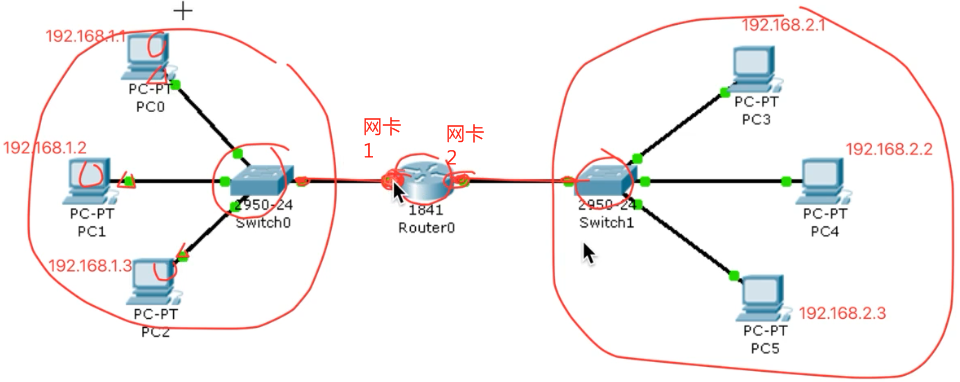 192.168.1.1
PC-PT
PC0
192.168.1.2
PC-PT
PC1
192.168.1.3
PC-PT
PC2
2950-24
Switch0
网卡
1
网卡
2
1841
Router0
2950-24
Switch1
192.168.2.1
PC-PT
PC3
192.168.2.2
PC-PT
PC4
192.168.2.3
PC-PT
PC5